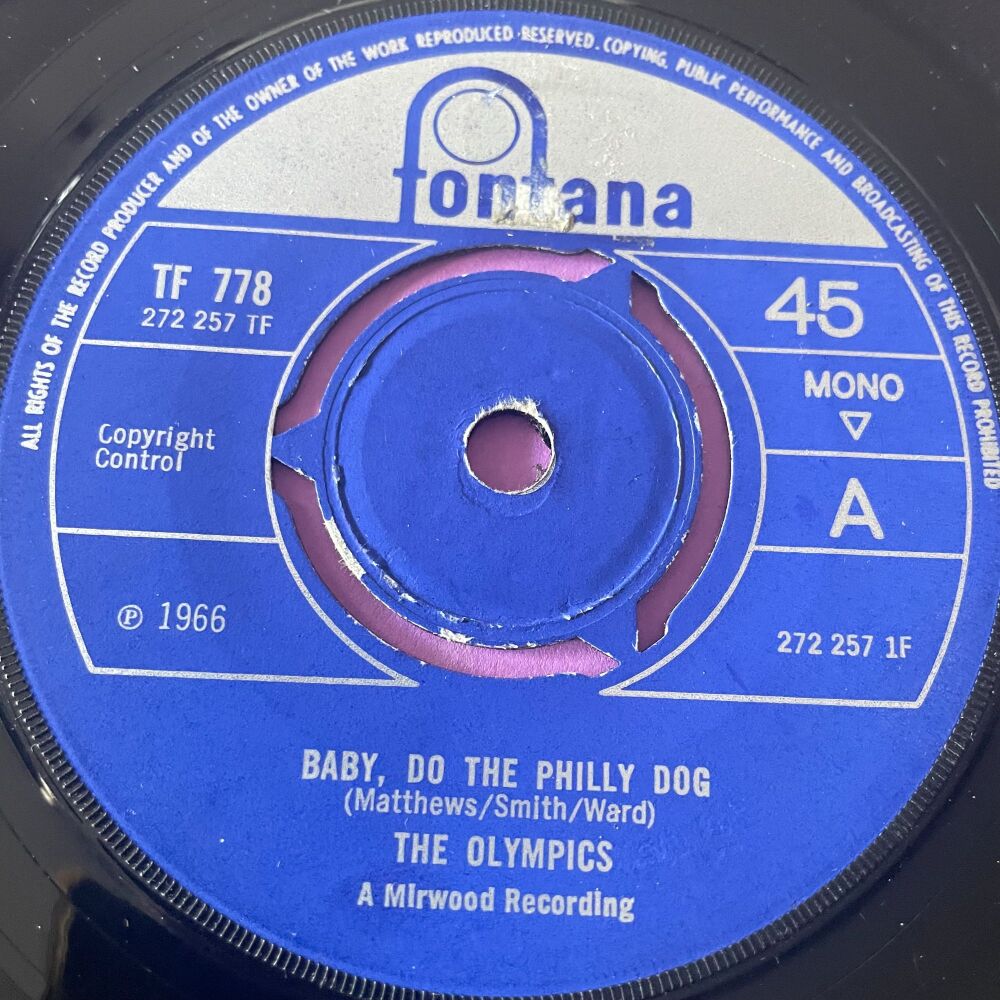 ALL RIGHTS OF THE RECORD PRODUCER AND OF THE OWNER OF THE WORK REPRODUCED RESERVED. COPYING, PUBLIC PERFORMANCE AND BROADCASTING OF THIS RECORD PROHIBITED
fontana
TF 778
272 257 TF
45
MONO
Copyright
Control
A
℗ 1966
272 257 1F
BABY, DO THE PHILLY DOG
(Matthews/Smith/Ward)
THE OLYMPICS
A Mirwood Recording